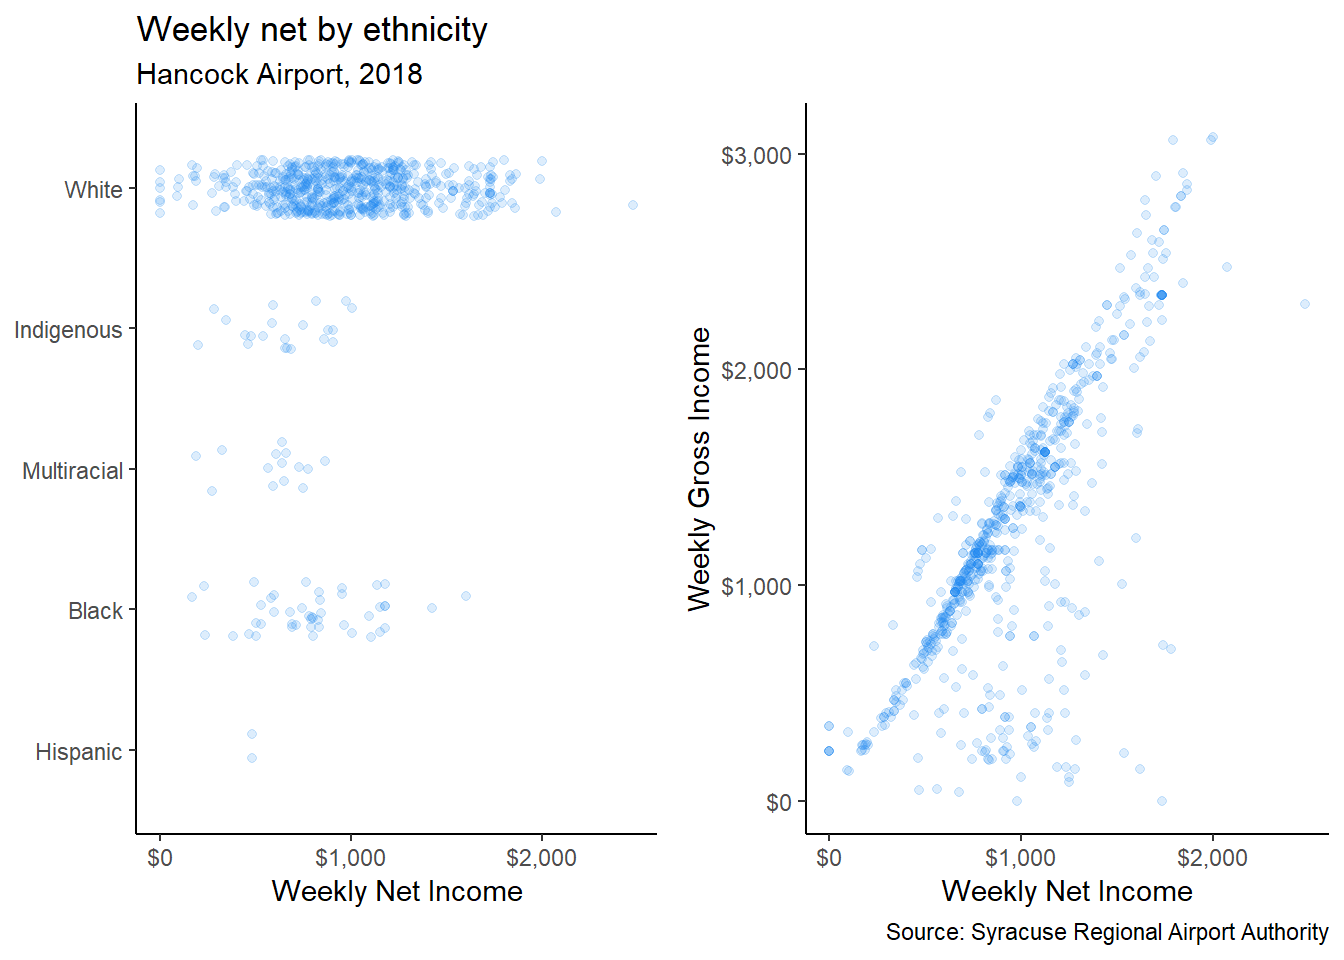 Weekly net by ethnicity
Hancock Airport, 2018
White
Indigenous
Multiracial
Black
Hispanic
$0
$1,000
$2,000
Weekly Net Income
Weekly Gross Income
$3,000
$2,000
$1,000
$0
$0
$1,000
$2,000
Weekly Net Income
Source: Syracuse Regional Airport Authority